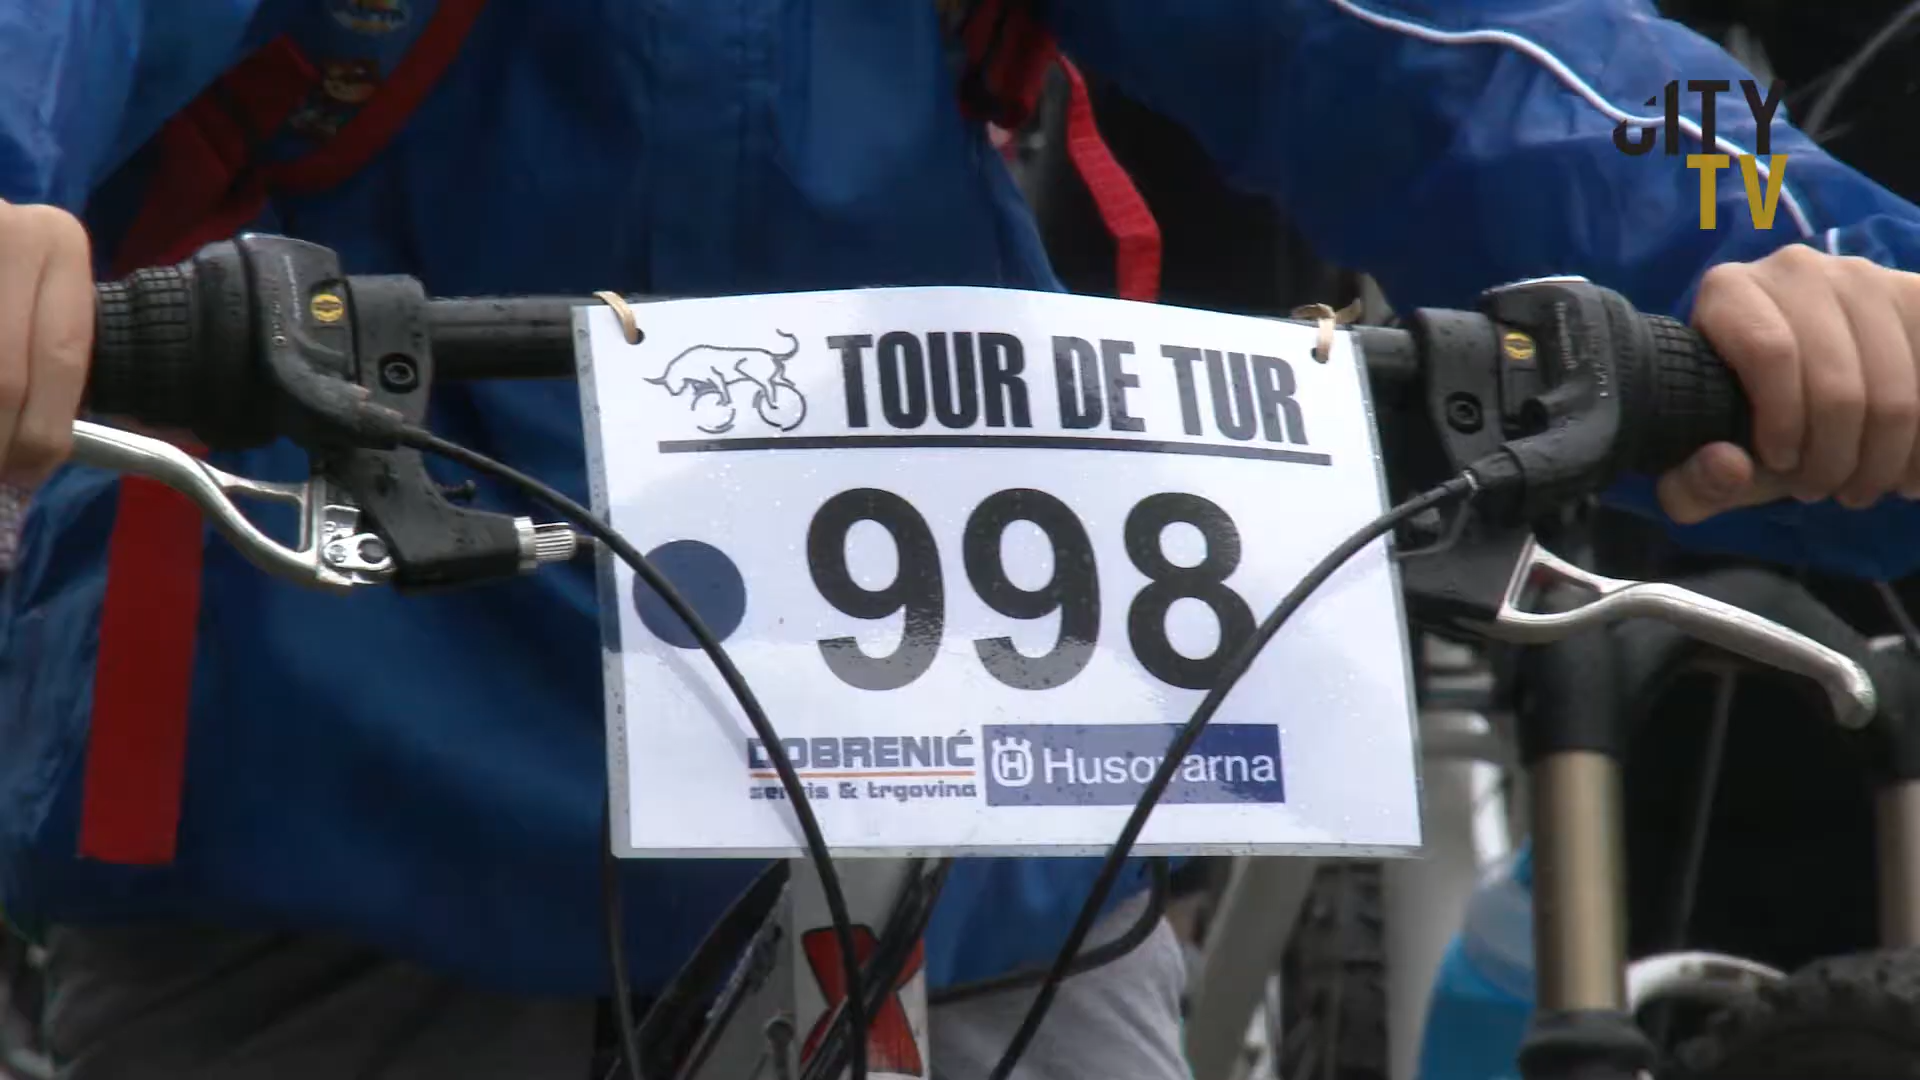 CITY
TV
TOUR DE TUR
998
DOBRENIĆ
servis & trgovina
Husqvarna